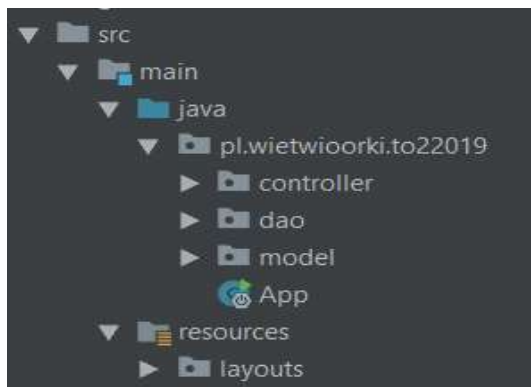 src
main
java
pl.wietwioorki.to22019
controller
dao
model
App
resources
layouts